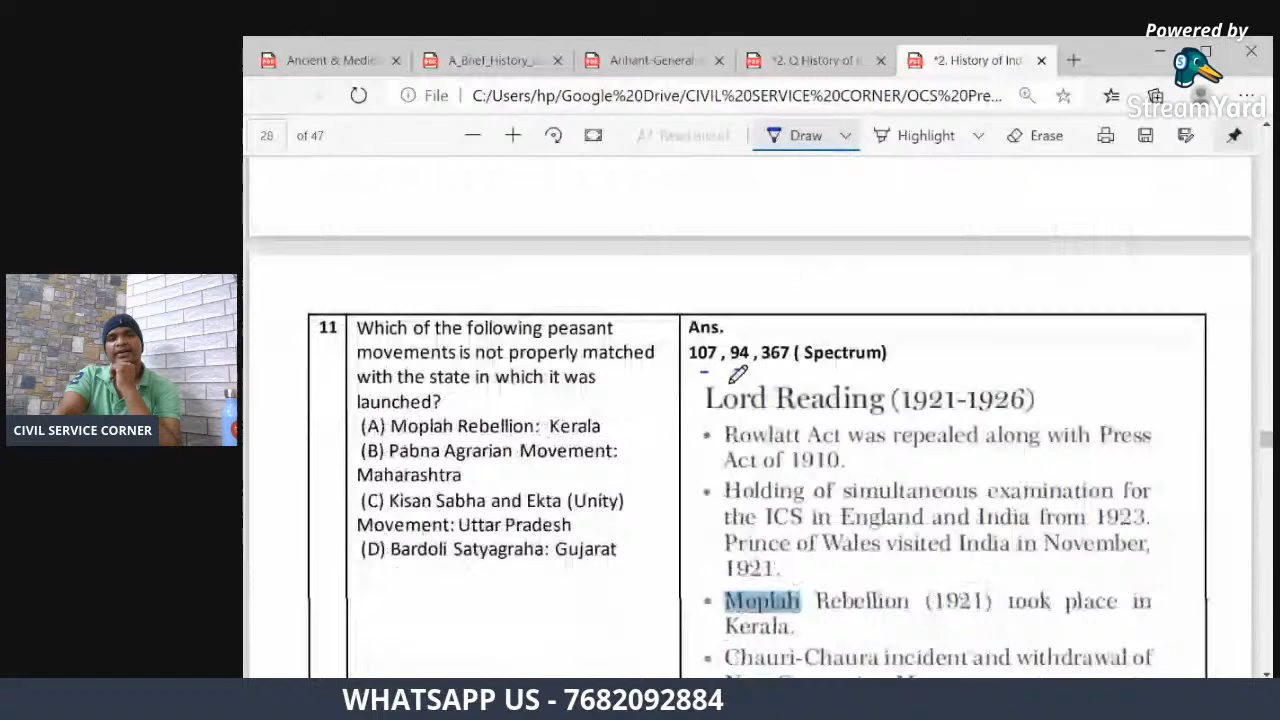 Powered by
StreamYard
Ancient & Medic
A_Brief_History_
Arihant-General
*2. Q History of I
*2. History of Ind
File
C:/Users/hp/Google%20Drive/CIVIL%20SERVICE%20CORNER/OCS%20Pre...
28 of 47
Read aloud
Draw
Highlight
Erase
11
Which of the following peasant
movements is not properly matched
with the state in which it was
launched?
(A) Moplah Rebellion: Kerala
(B) Pabna Agrarian Movement:
Maharashtra
(C) Kisan Sabha and Ekta (Unity)
Movement: Uttar Pradesh
(D) Bardoli Satyagraha: Gujarat
Ans.
107 , 94 , 367 ( Spectrum)
Lord Reading (1921-1926)
• Rowlatt Act was repealed along with Press
Act of 1910.
• Holding of simultaneous examination for
the ICS in England and India from 1923.
Prince of Wales visited India in November,
1921.
• Moplah Rebellion (1921) took place in
Kerala.
• Chauri-Chaura incident and withdrawal of
CIVIL SERVICE CORNER
WHATSAPP US - 7682092884